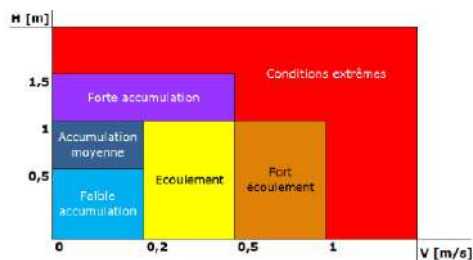 H [m]
Conditions extrêmes
1,5
Forte accumulation
1
Accumulation
moyenne
Ecoulement
Fort
écoulement
0,5
Faible
accumulation
0
0,2
0,5
1
V [m/s]